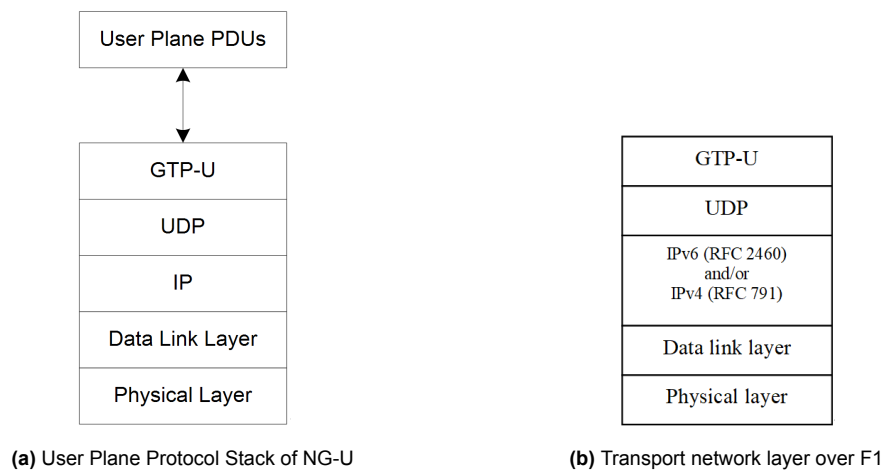 User Plane PDUs
GTP-U
UDP
IP
Data Link Layer
Physical Layer
(a) User Plane Protocol Stack of NG-U
GTP-U
UDP
IPv6 (RFC 2460)
and/or
IPv4 (RFC 791)
Data link layer
Physical layer
(b) Transport network layer over F1